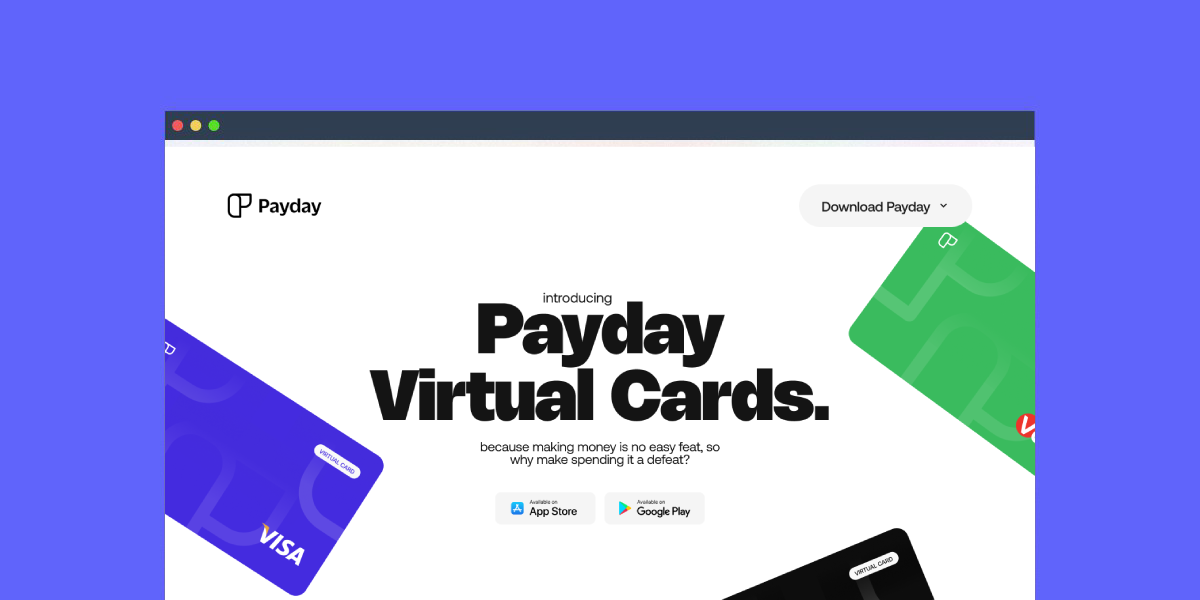 Payday
Download Payday
introducing
Payday
Virtual Cards.
because making money is no easy feat, so
why make spending it a defeat?
Available on
App Store
Available on
Google Play
VIRTUAL CARD
VISA
VIRTUAL CARD